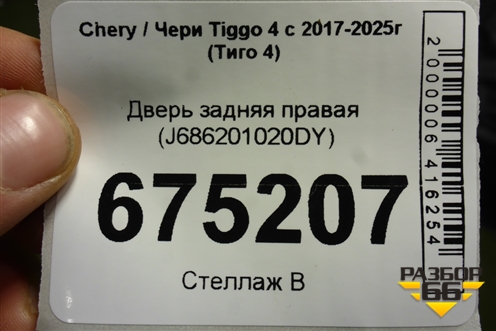 Chery / Чери Tiggo 4 с 2017-2025г
(Тиго 4)
Дверь задняя правая
(J686201020DY)
675207
Стеллаж В
2000006416254
РАЗБОР
66